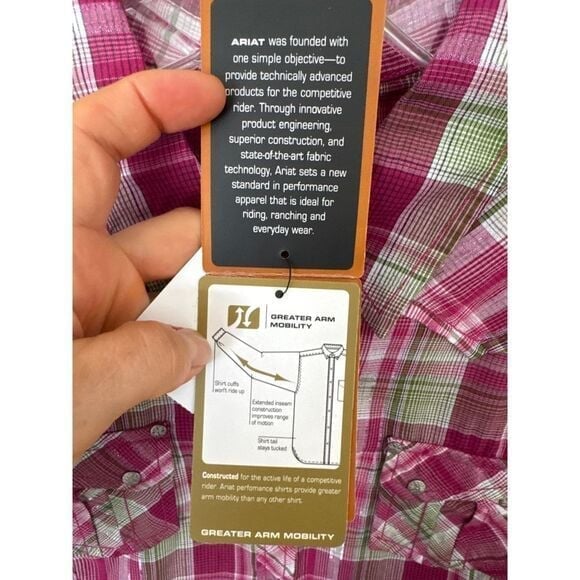 ARIAT was founded with
one simple objective—to
provide technically advanced
products for the competitive
rider. Through innovative
product engineering,
superior construction, and
state-of-the-art fabric
technology, Ariat sets a new
standard in performance
apparel that is ideal for
riding, ranching and
everyday wear.
GREATER ARM
MOBILITY
Shirt cuffs
won't ride up
Extended inseam
construction
improves range
of motion
Shirt tail
stays tucked
Constructed for the active life of a competitive
rider. Ariat perfomance shirts provide greater
arm mobility than any other shirt.
GREATER ARM MOBILITY